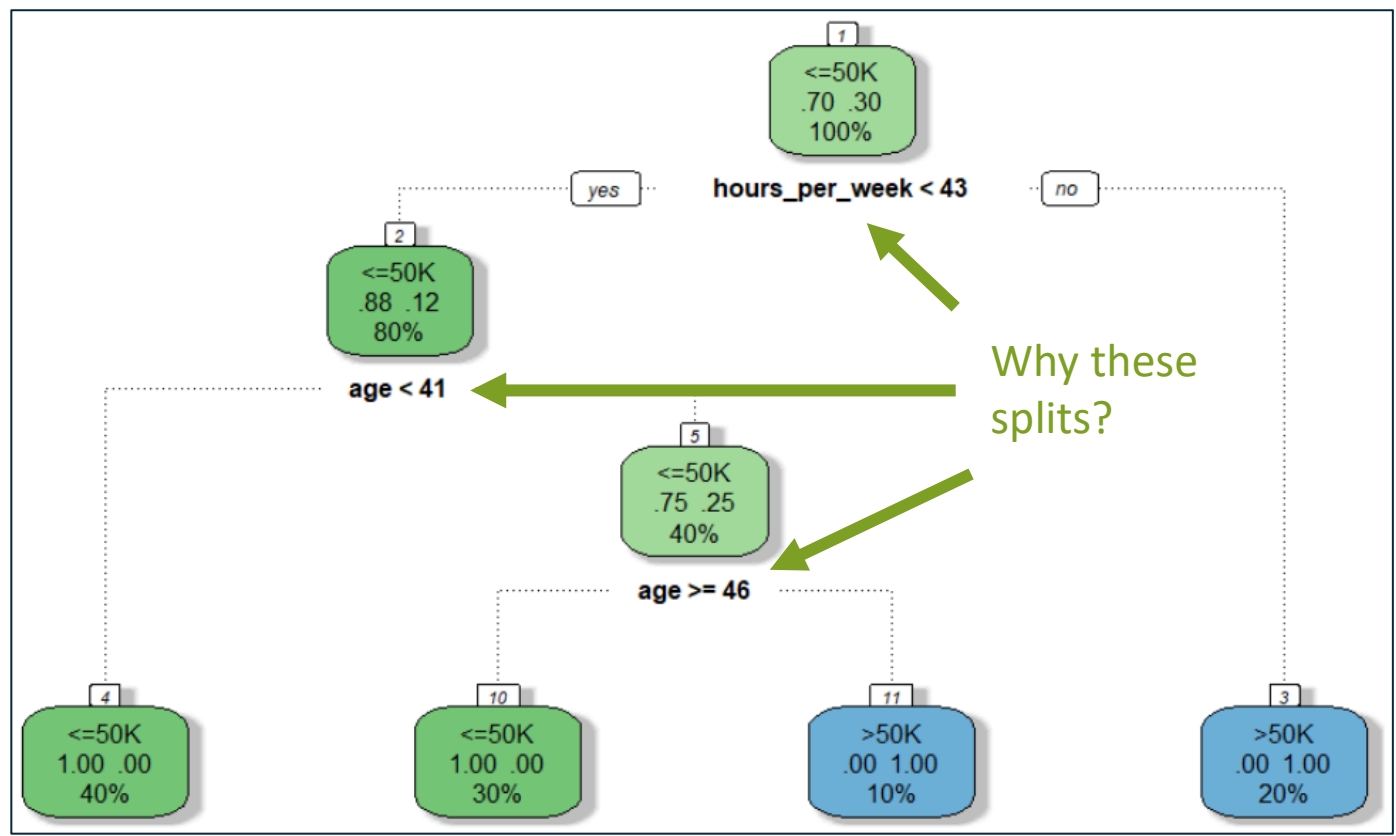 1
<=50K
.70 .30
100%
yes
hours_per_week < 43
no
2
<=50K
.88 .12
80%
age < 41
Why these
splits?
5
<=50K
.75 .25
40%
age >= 46
4
<=50K
1.00 .00
40%
10
<=50K
1.00 .00
30%
11
>50K
.00 1.00
10%
3
>50K
.00 1.00
20%